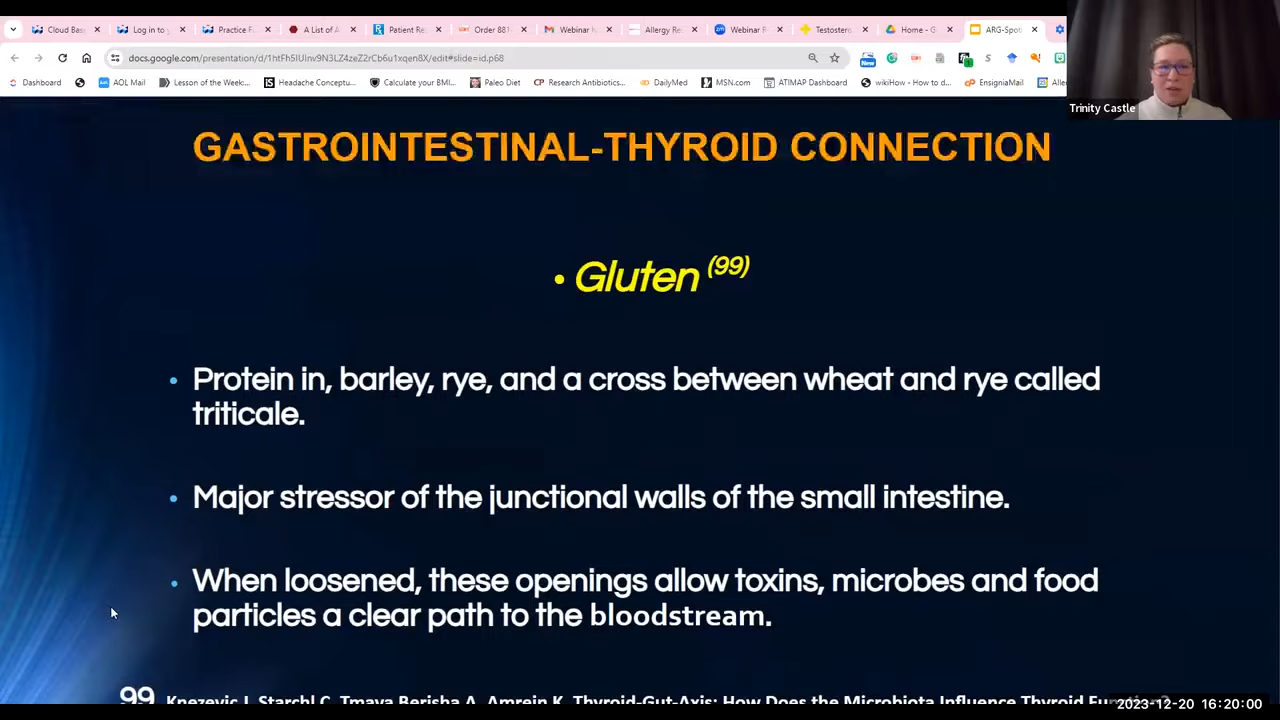 Cloud Bas
Log in to
Practice F
A List of A
Patient Re
Order 881
Webinar
Allergy Re
Webinar F
Testoster
Home - G
ARG-Spot
docs.google.com/presentation/d/1etFh5IUlnv9N3LZ4zeZ2rCb6u1xqen8X/edit#slide=id.p68
New
Dashboard
AOL Mail
Lesson of the Week...
Headache Conceptu...
Calculate your BMI...
Paleo Diet
CP Research Antibiotics...
DailyMed
MSN.com
ATIMAP Dashboard
wikiHow - How to d...
EnsigniaMail
Trinity Castle
GASTROINTESTINAL-THYROID CONNECTION
• Gluten (99)
• Protein in, barley, rye, and a cross between wheat and rye called
triticale.
• Major stressor of the junctional walls of the small intestine.
• When loosened, these openings allow toxins, microbes and food
particles a clear path to the bloodstream.
99 Knezevic J, Starchl C, Tmava Berisha A, Amrein K. Thyroid-Gut-Axis: How Does the Microbiota Influence Thyroid Function?
2023-12-20 16:20:00